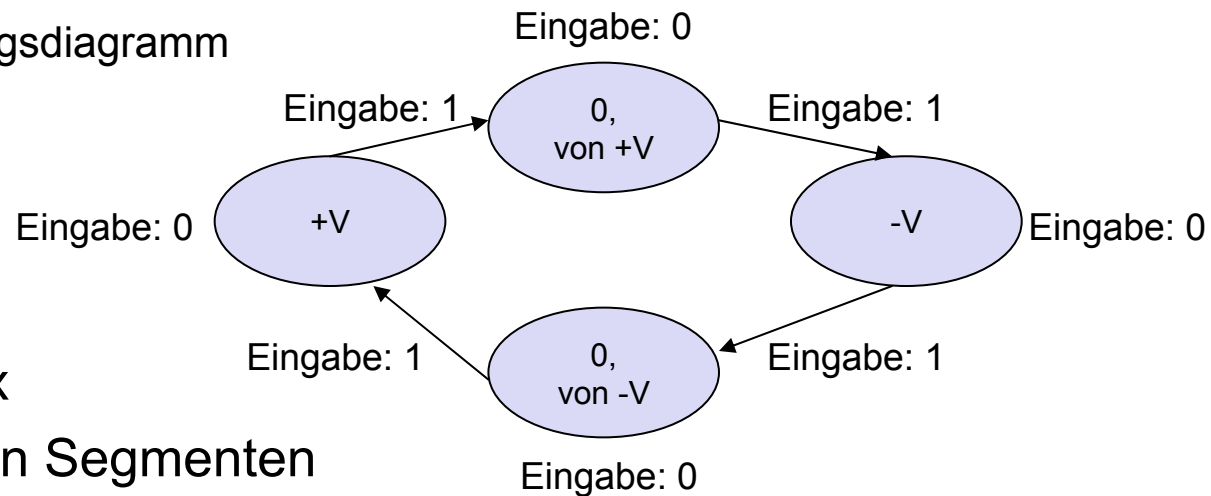 Eingabe: 0
gsdiagramm
Eingabe: 1
0,
von +V
Eingabe: 1
Eingabe: 0
+V
-V
Eingabe: 0
Eingabe: 1
0,
von -V
Eingabe: 1
x
n Segmenten
Eingabe: 0